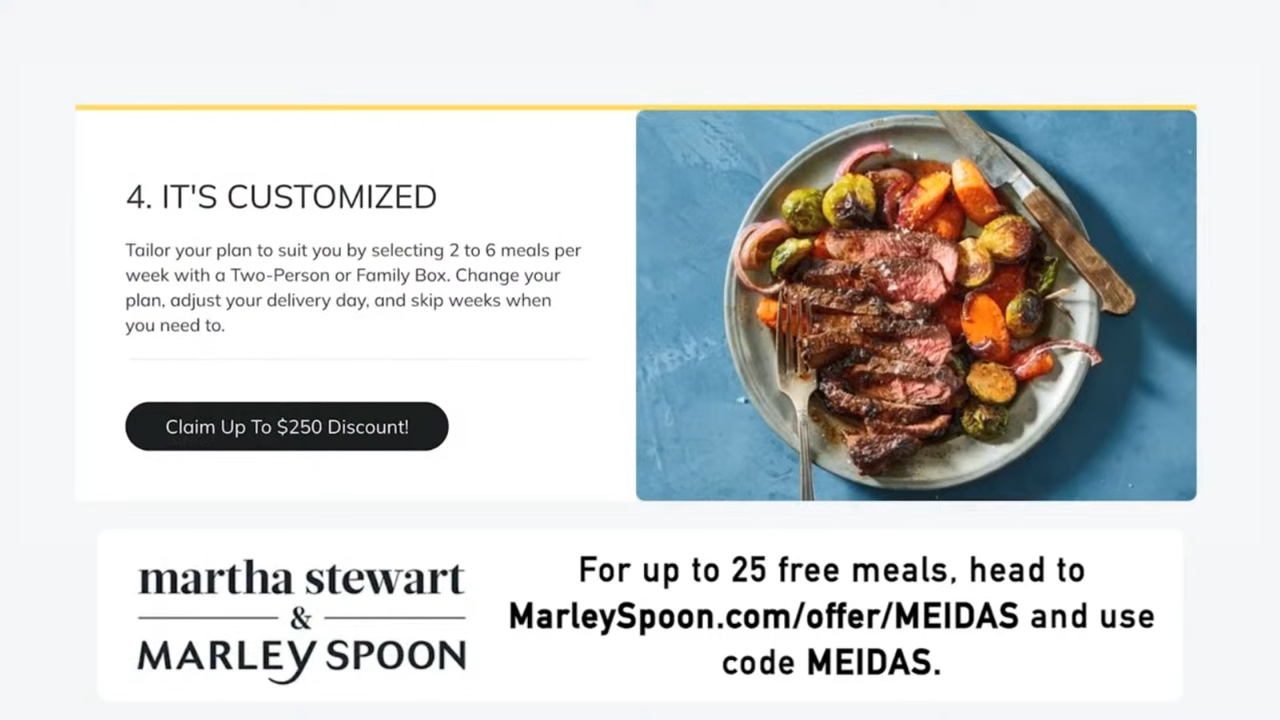 4. IT'S CUSTOMIZED
Tailor your plan to suit you by selecting 2 to 6 meals per
week with a Two-Person or Family Box. Change your
plan, adjust your delivery day, and skip weeks when
you need to.
Claim Up To $250 Discount!
martha stewart
&
MARLEY SPOON
For up to 25 free meals, head to
MarleySpoon.com/offer/MEIDAS and use
code MEIDAS.